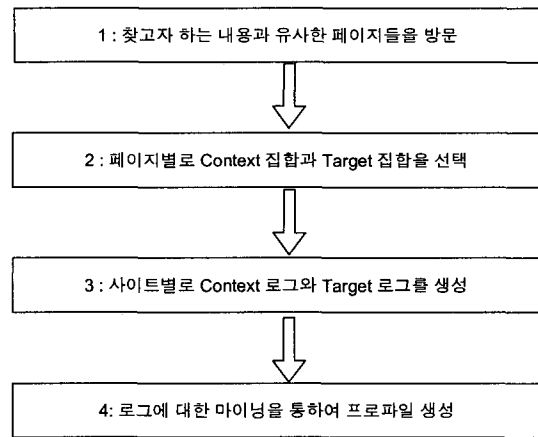 1 : 찾고자 하는 내용과 유사한 페이지들을 방문
2 : 페이지별로 Context 집합과 Target 집합을 선택
3 : 사이트별로 Context 로그와 Target 로그를 생성
4: 로그에 대한 마이닝을 통하여 프로파일 생성